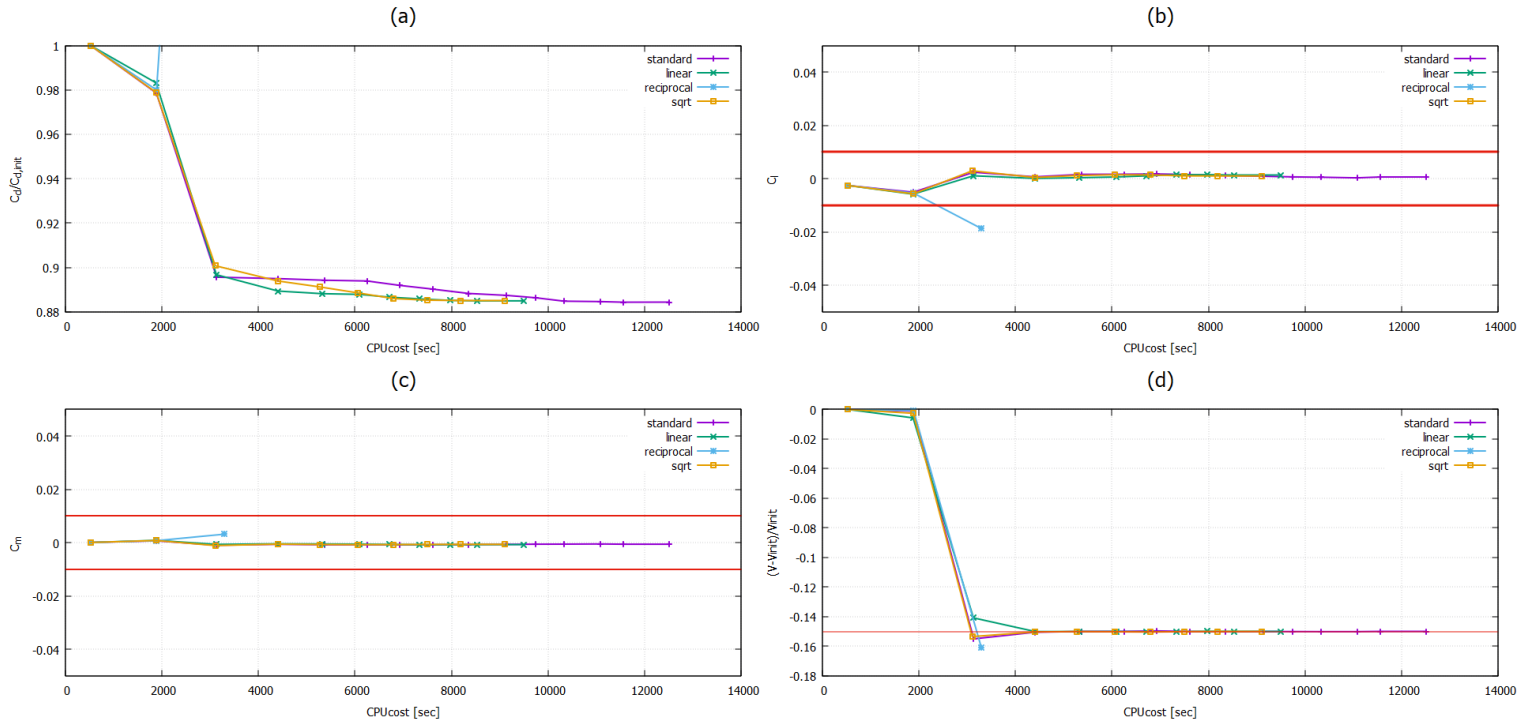 (a)
1
0.98
0.96
0.94
0.92
0.9
0.88
C_d/C_d,init
0 2000 4000 6000 8000 10000 12000 14000
CPUcost [sec]
standard
linear
reciprocal
sqrt
(b)
0.04
0.02
0
-0.02
-0.04
C_l
0 2000 4000 6000 8000 10000 12000 14000
CPUcost [sec]
standard
linear
reciprocal
sqrt
(c)
0.04
0.02
0
-0.02
-0.04
C_m
0 2000 4000 6000 8000 10000 12000 14000
CPUcost [sec]
standard
linear
reciprocal
sqrt
(d)
0
-0.02
-0.04
-0.06
-0.08
-0.1
-0.12
-0.14
-0.16
-0.18
(V-Vinit)/Vinit
0 2000 4000 6000 8000 10000 12000 14000
CPUcost [sec]
standard
linear
reciprocal
sqrt